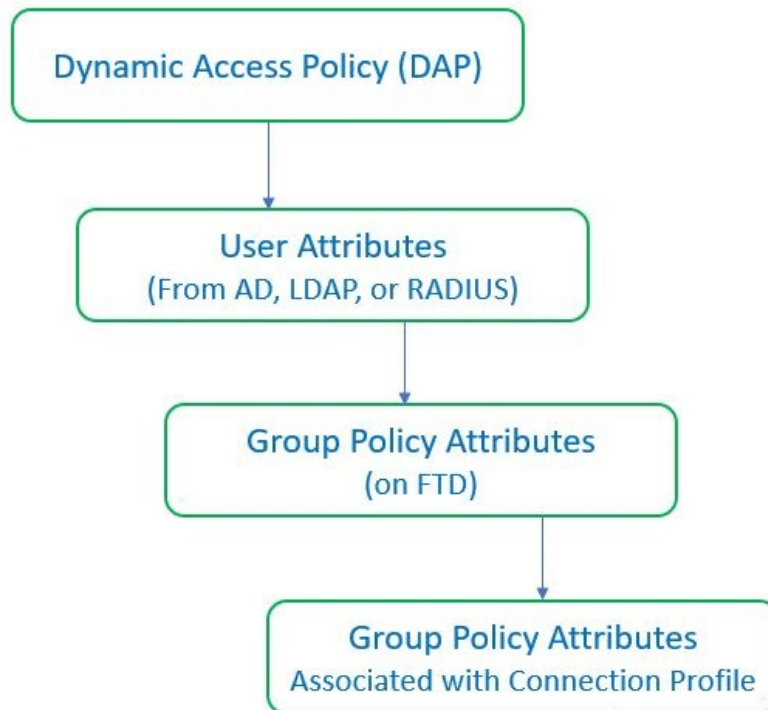 Dynamic Access Policy (DAP)
User Attributes
(From AD, LDAP, or RADIUS)
Group Policy Attributes
(on FTD)
Group Policy Attributes
Associated with Connection Profile